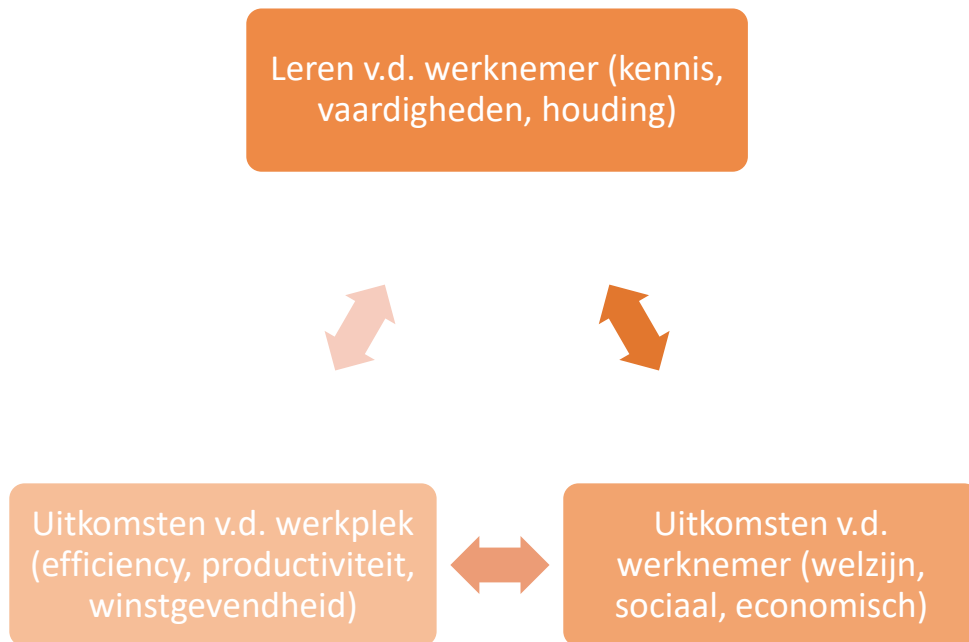 Leren v.d. werknemer (kennis,
vaardigheden, houding)
Uitkomsten v.d. werkplek
(efficiency, productiviteit,
winstgevendheid)
Uitkomsten v.d.
werknemer (welzijn,
sociaal, economisch)